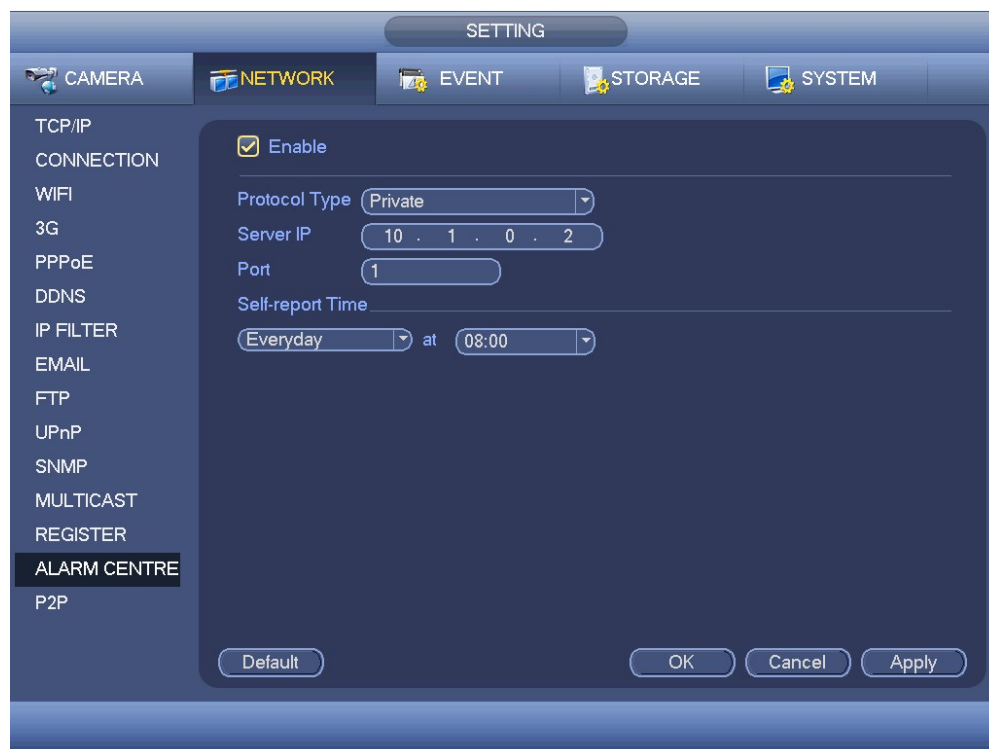 SETTING
CAMERA NETWORK EVENT STORAGE SYSTEM
TCP/IP
CONNECTION
WIFI
3G
PPPoE
DDNS
IP FILTER
EMAIL
FTP
UPnP
SNMP
MULTICAST
REGISTER
ALARM CENTRE
P2P
Enable
Protocol Type Private
Server IP 10 . 1 . 0 . 2
Port 1
Self-report Time
Everyday at 08:00
Default OK Cancel Apply